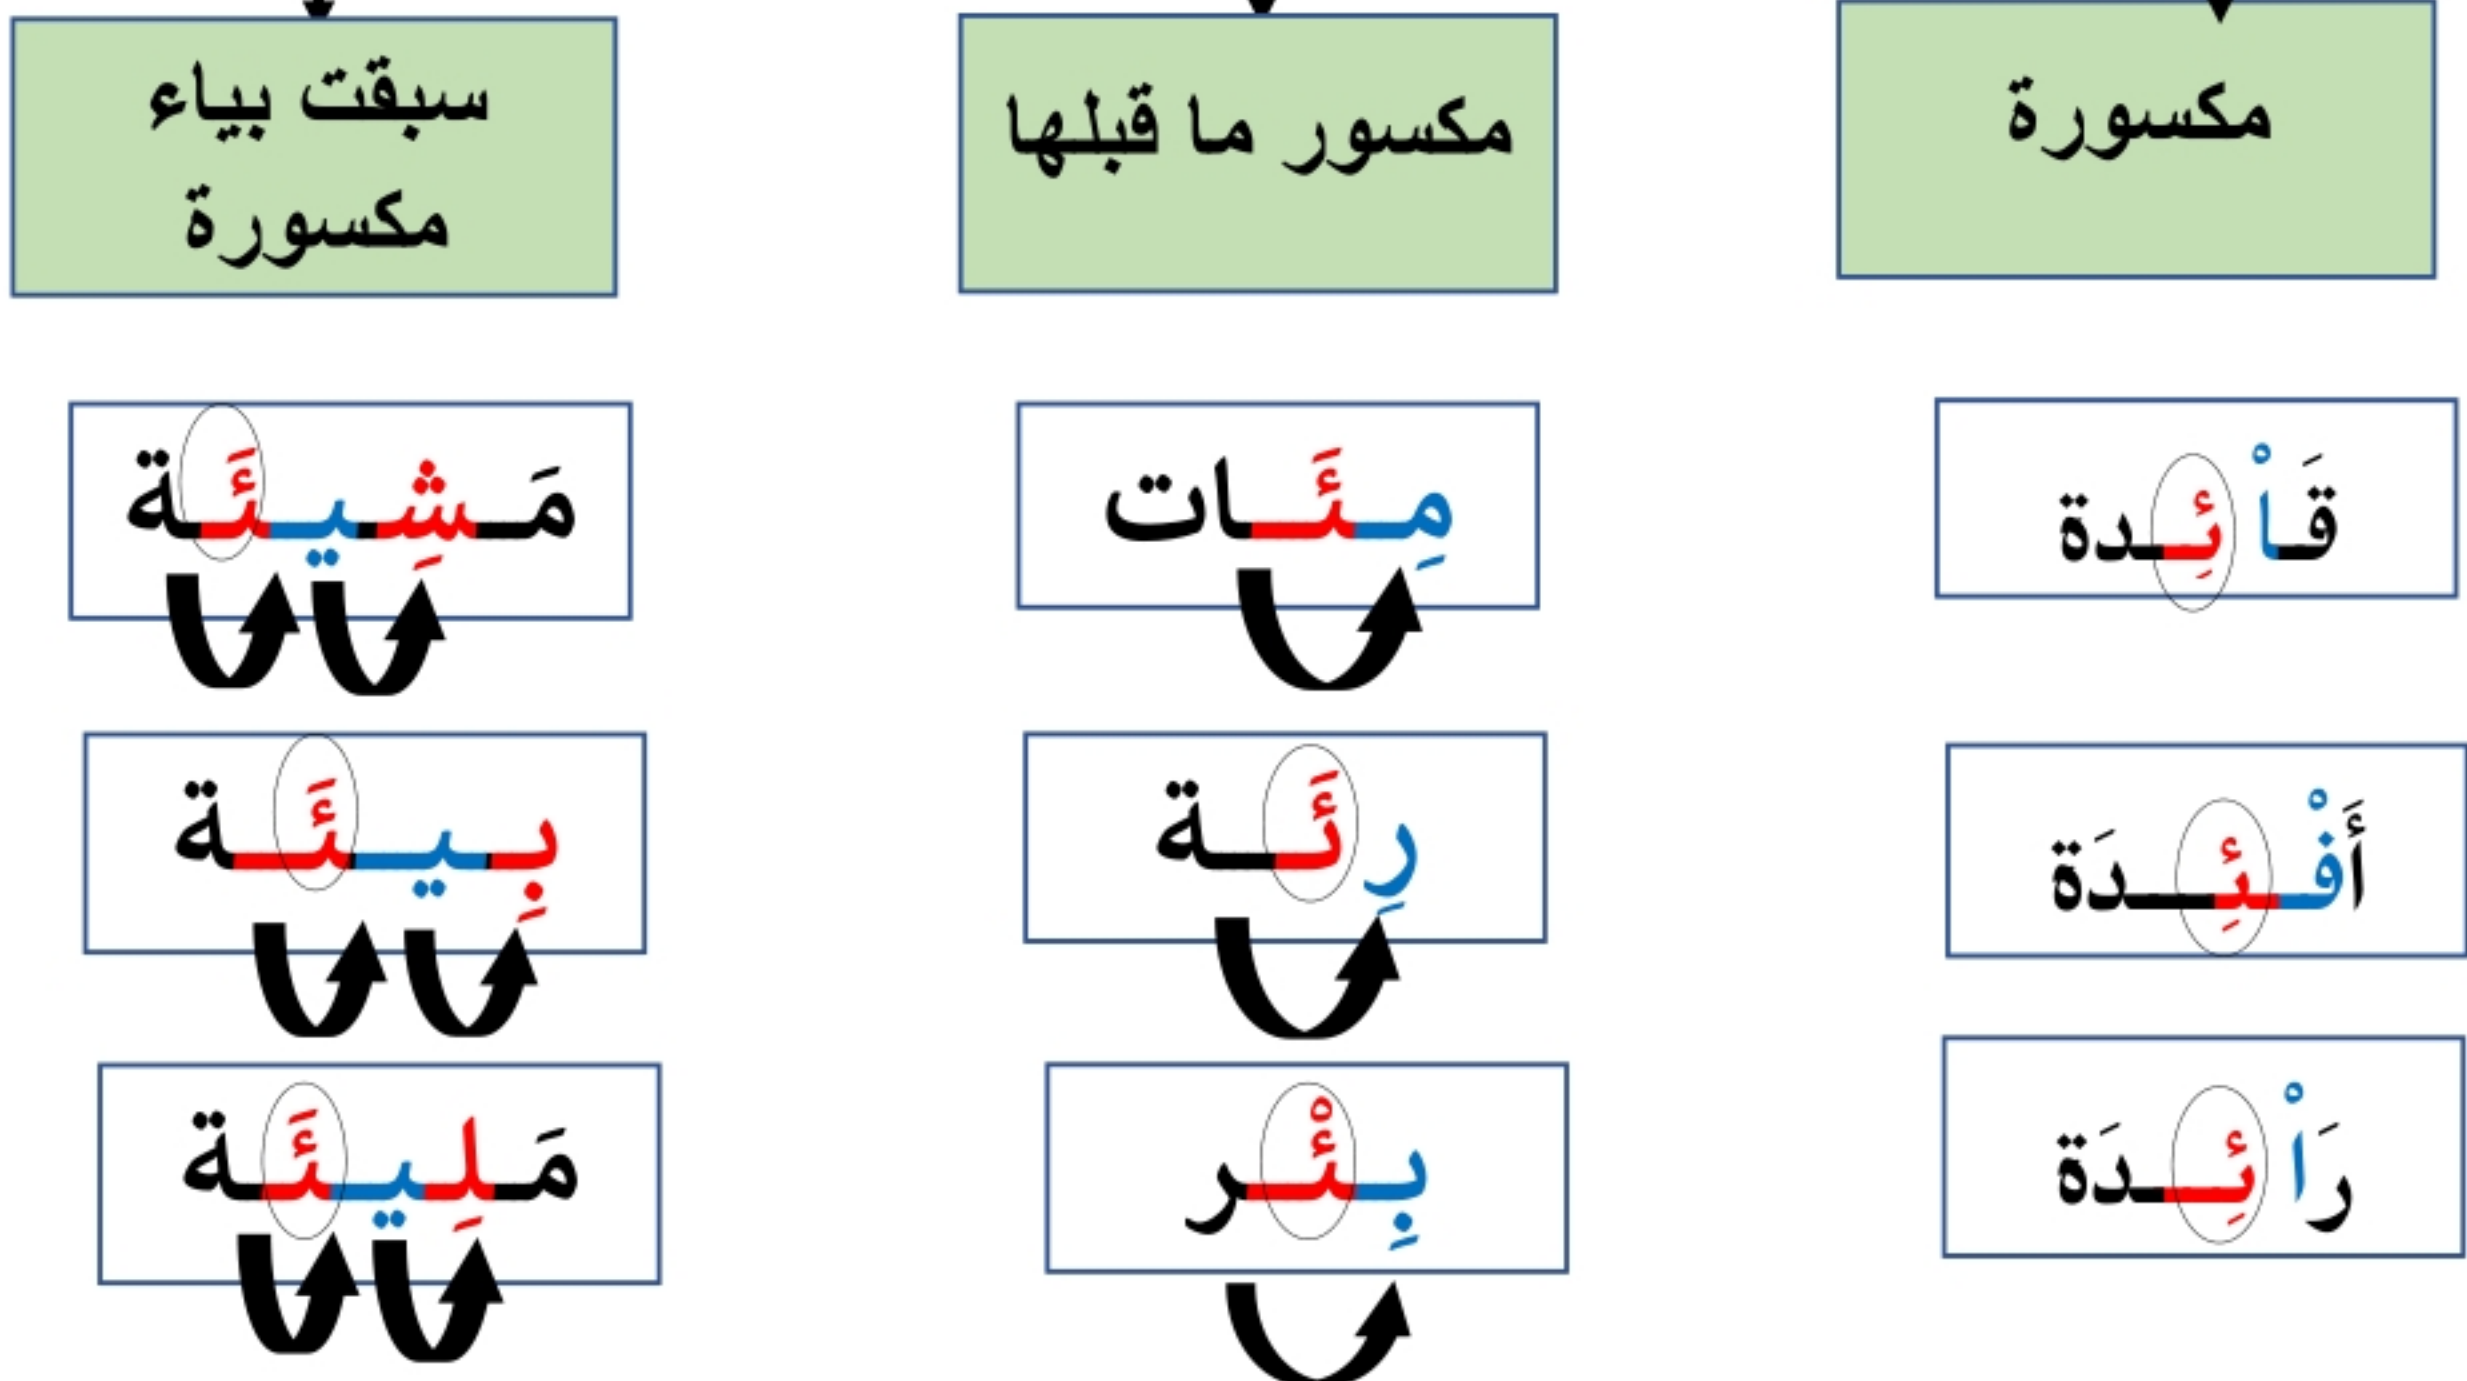 مكسورة
مكسور ما قبلها
سبقت بياء
مكسورة
قَاْئِدة
مِئَات
مَشِيئَة
أَفْئِدَة
رِئَة
بِيئَة
رَاْئِدَة
بِئْر
مَلِيئَة